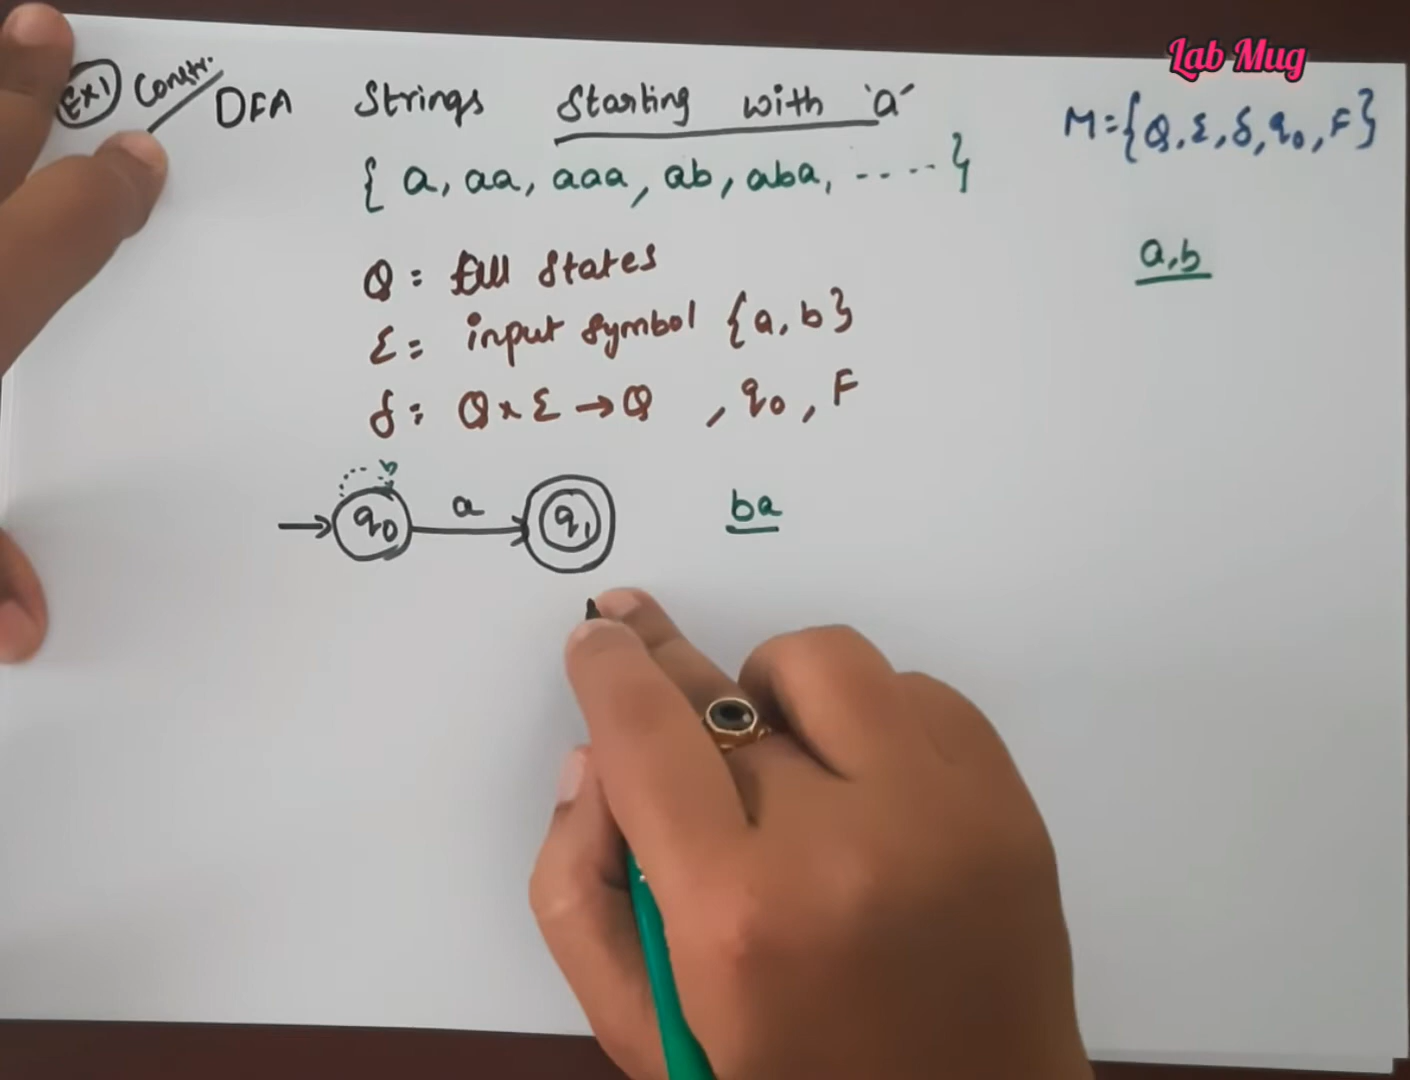 Lab Mug
Ex1 Constr. DFA Strings Starting with 'a'
M={Q,Σ,δ,q0,F}
{ a, aa, aaa, ab, aba, ----- }
a,b
Q = All States
Σ = input symbol {a,b}
δ = Q×Σ→Q , q0, F
b
a
q0 q1 ba